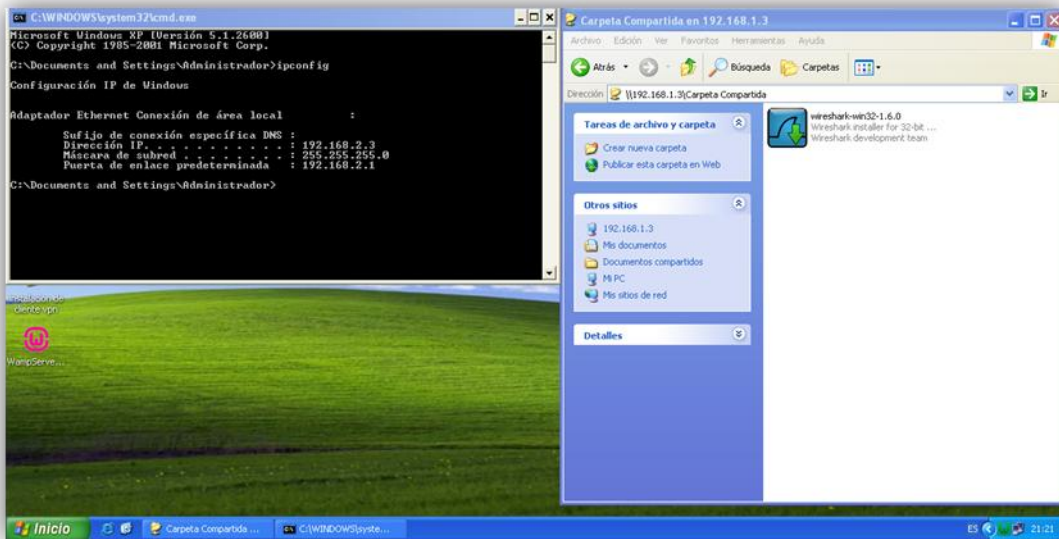 C:\WINDOWS\system32\cmd.exe
Microsoft Windows XP [Versión 5.1.2600]
(C) Copyright 1985-2001 Microsoft Corp.
C:\Documents and Settings\Administrador>ipconfig
Configuración IP de Windows
Adaptador Ethernet Conexión de área local :
Sufijo de conexión específica DNS :
Dirección IP. . . . . . . . . . . : 192.168.2.3
Máscara de subred . . . . . . . . : 255.255.255.0
Puerta de enlace predeterminada : 192.168.2.1
C:\Documents and Settings\Administrador>
instalacion de
cliente vpn
WampServe...
Carpeta Compartida en 192.168.1.3
Archivo Edición Ver Favoritos Herramientas Ayuda
Atrás Búsqueda Carpetas
Dirección \\192.168.1.3\Carpeta Compartida Ir
Tareas de archivo y carpeta
Crear nueva carpeta
Publicar esta carpeta en Web
Otros sitios
192.168.1.3
Mis documentos
Documentos compartidos
Mi PC
Mis sitios de red
Detalles
wireshark-win32-1.6.0
Wireshark installer for 32-bit ...
Wireshark development team
Inicio Carpeta Compartida ... C:\WINDOWS\syste... ES 21:21